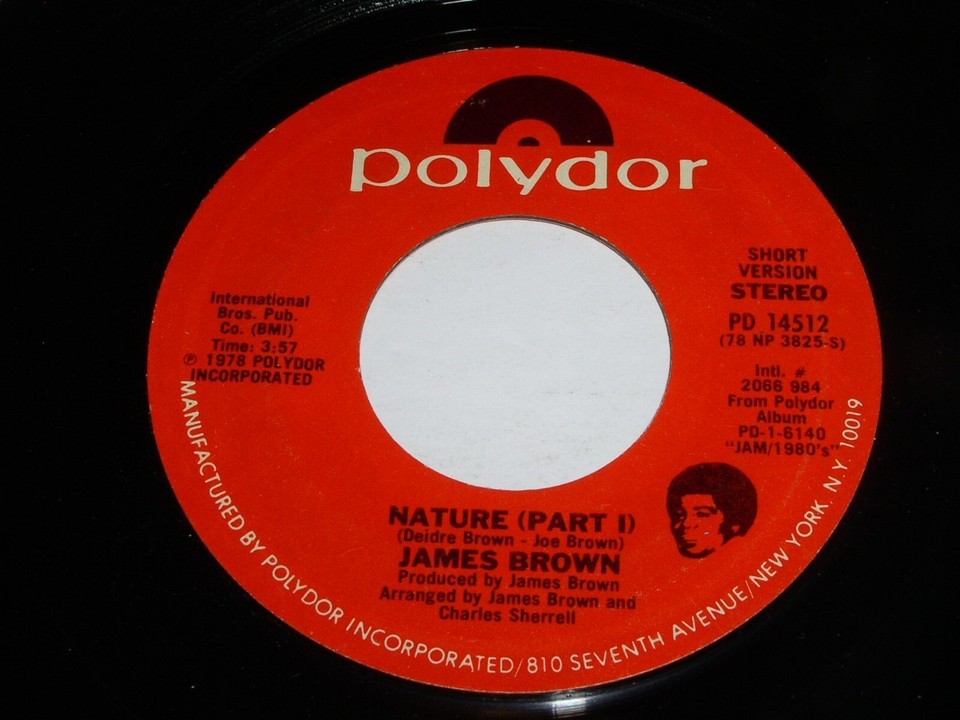 polydor
International
Bros. Pub.
Co. (BMI)
Time: 3:57
℗ 1978 POLYDOR
INCORPORATED
SHORT
VERSION
STEREO
PD 14512
(78 NP 3825-S)
Intl. #
2066 984
From Polydor
Album
PD-1-6140
"JAM/1980's"
NATURE (PART I)
(Deidre Brown - Joe Brown)
JAMES BROWN
Produced by James Brown
Arranged by James Brown and
Charles Sherrell
MANUFACTURED BY POLYDOR INCORPORATED/810 SEVENTH AVENUE/NEW YORK. N.Y 10019